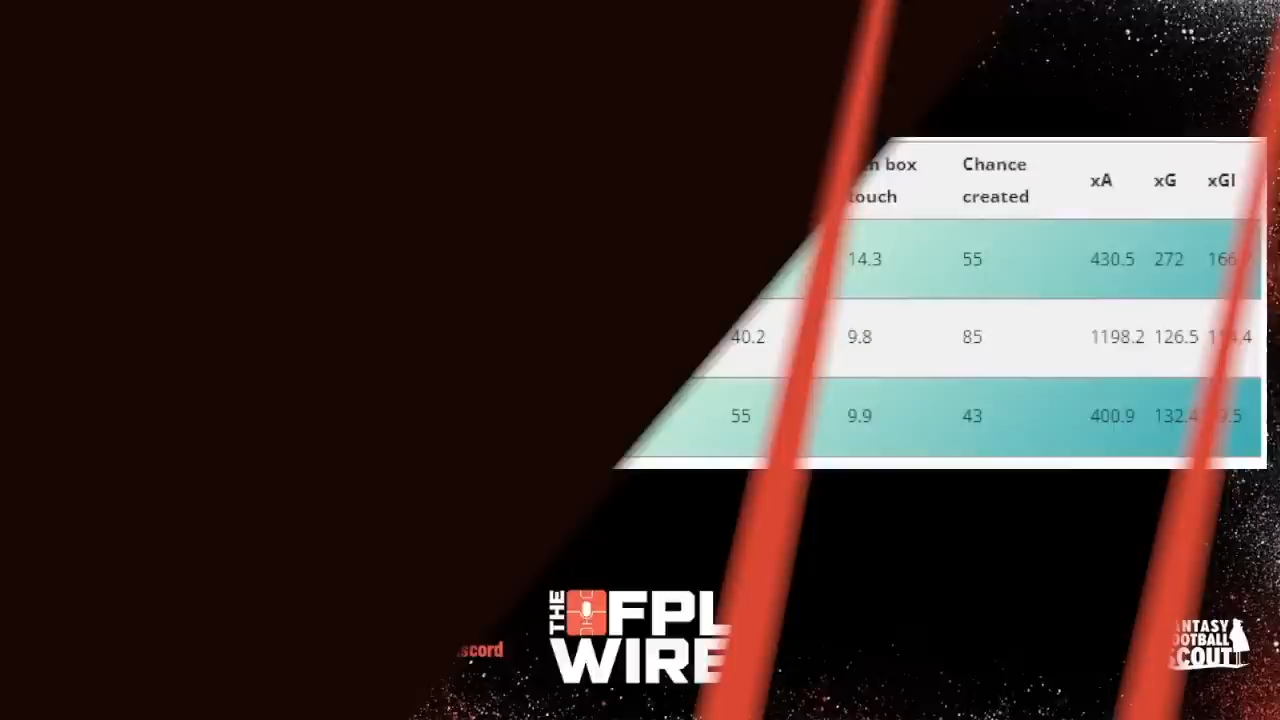 box
Chance
xA
xG
xGI
touch
created
14.3
55
430.5
272
40.2
9.8
85
1198.2
126.5
55
9.9
43
400.9
THE FPL
WIRE